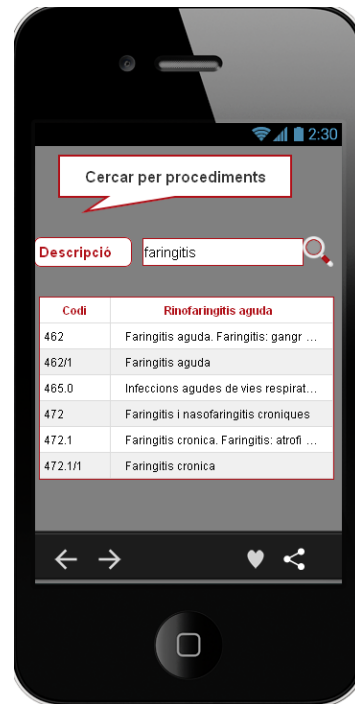 2:30
Cercar per procediments
Descripció faringitis
Codi Rinofaringitis aguda
462 Faringitis aguda. Faringitis: gangr ...
462/1 Faringitis aguda
465.0 Infeccions agudes de vies respirat...
472 Faringitis i nasofaringitis croniques
472.1 Faringitis cronica. Faringitis: atrofi ...
472.1/1 Faringitis cronica